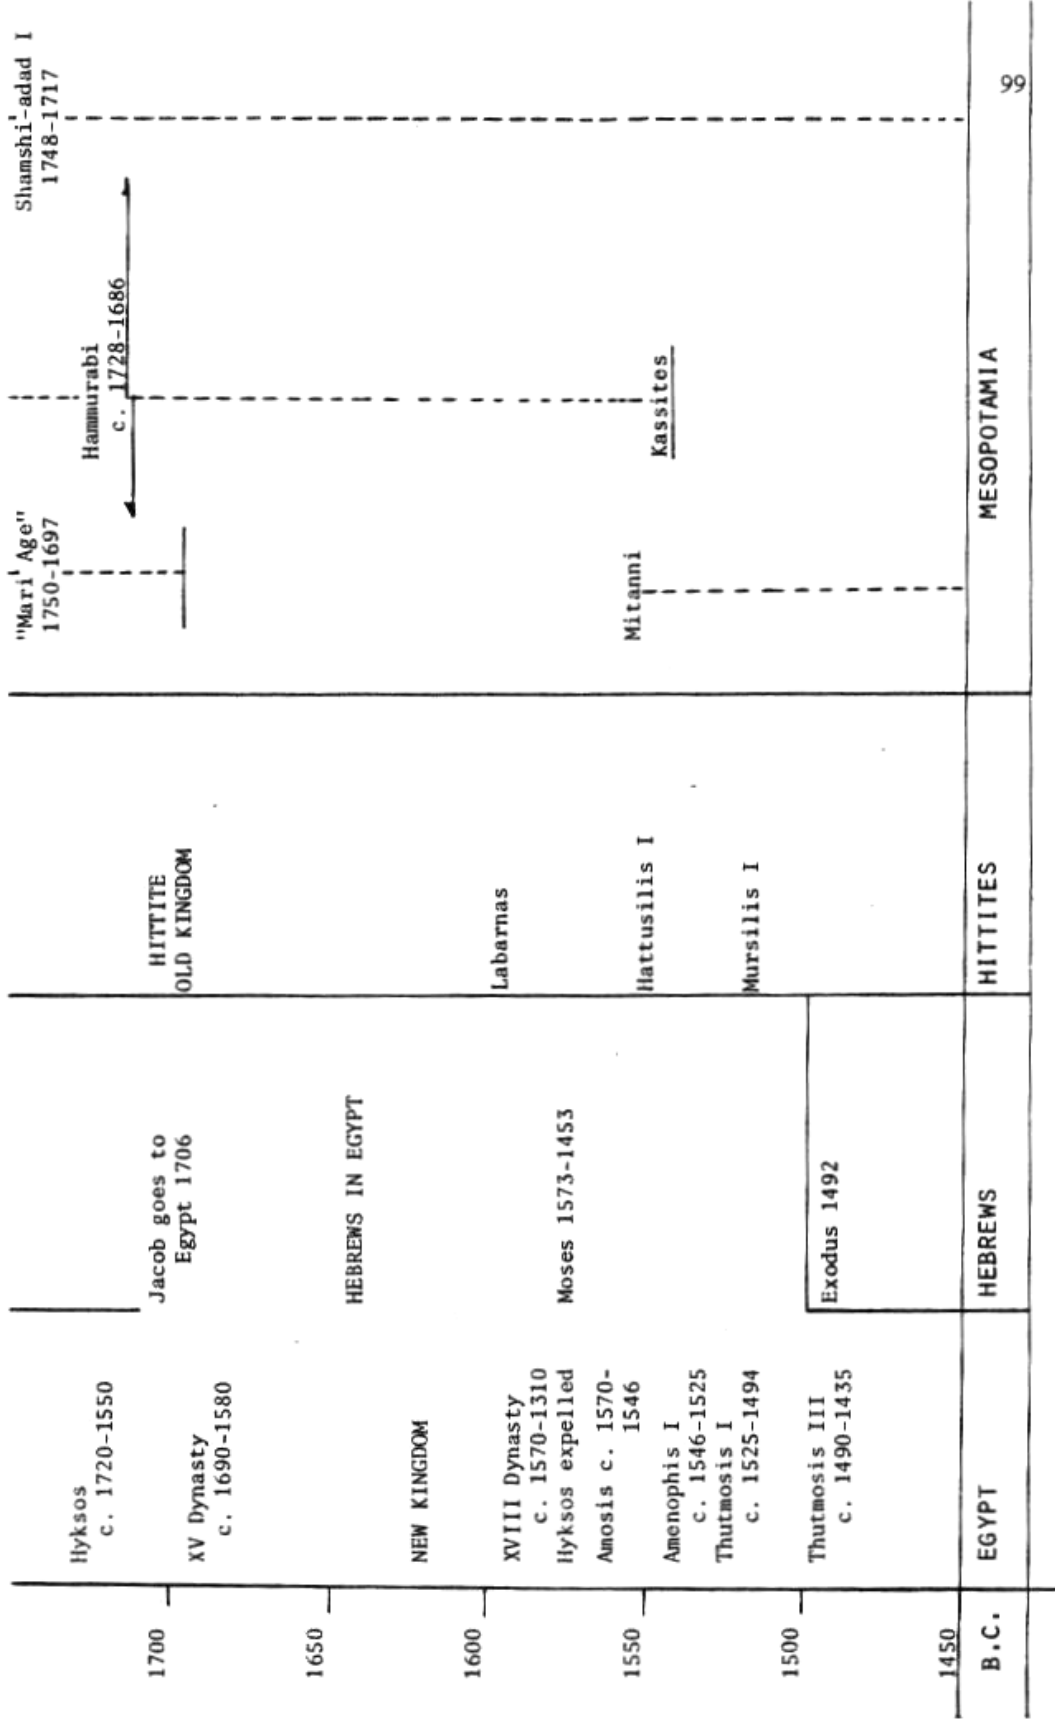 Shamshi-adad I
1748-1717
Hammurabi
c. 1728-1686
"Mari Age"
1750-1697
Kassites
Mitanni
MESOPOTAMIA
HITTITE
OLD KINGDOM
Labarnas
Hattusilis I
Mursilis I
HITTITES
Jacob goes to
Egypt 1706
HEBREWS IN EGYPT
Moses 1573-1453
Exodus 1492
HEBREWS
Hyksos
c. 1720-1550
XV Dynasty
c. 1690-1580
NEW KINGDOM
XVIII Dynasty
c. 1570-1310
Hyksos expelled
Amosis c. 1570-
1546
Amenophis I
c. 1546-1525
Thutmosis I
c. 1525-1494
Thutmosis III
c. 1490-1435
EGYPT
1700
1650
1600
1550
1500
1450
B.C.
99